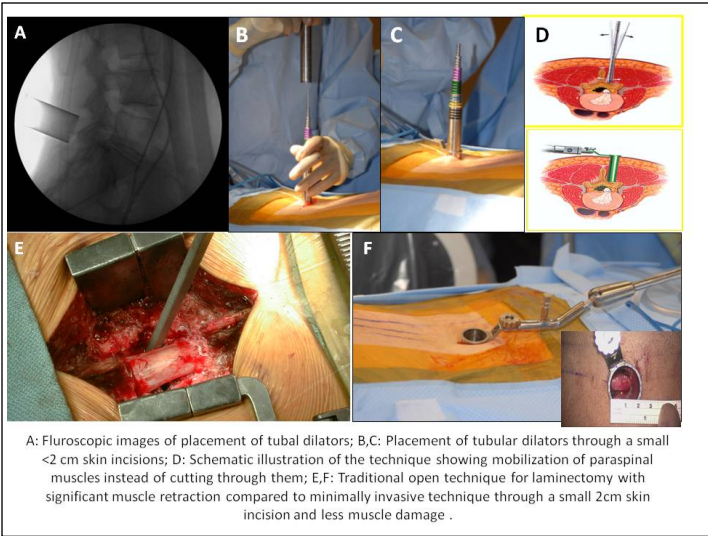 A
B
C
D
E
F
A: Fluroscopic images of placement of tubal dilators; B,C: Placement of tubular dilators through a small
<2 cm skin incisions; D: Schematic illustration of the technique showing mobilization of paraspinal
muscles instead of cutting through them; E,F: Traditional open technique for laminectomy with
significant muscle retraction compared to minimally invasive technique through a small 2cm skin
incision and less muscle damage .